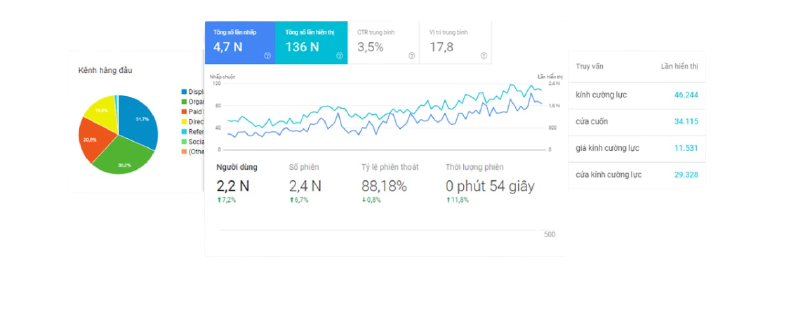 Kênh hàng đầu
31,7%
30,2%
20,8%
Displ
Organ
Paid
Direc
Refer
Social
(Othe
Tổng số lần nhấp
4,7 N
Tổng số lần hiển thị
136 N
CTR trung bình
3,5%
Vị trí trung bình
17,8
Nhấp chuột
Lần hiển thị
120
80
40
0
2,4 N
1,6 N
800
0
Người dùng
2,2 N
7,2%
Số phiên
2,4 N
6,7%
Tỷ lệ phiên thoát
88,18%
0,8%
Thời lượng phiên
0 phút 54 giây
11,8%
500
Truy vấn Lần hiển thị
kính cường lực 46.244
cửa cuốn 34.115
giá kính cường lực 11.531
cửa kính cường lực 29.328